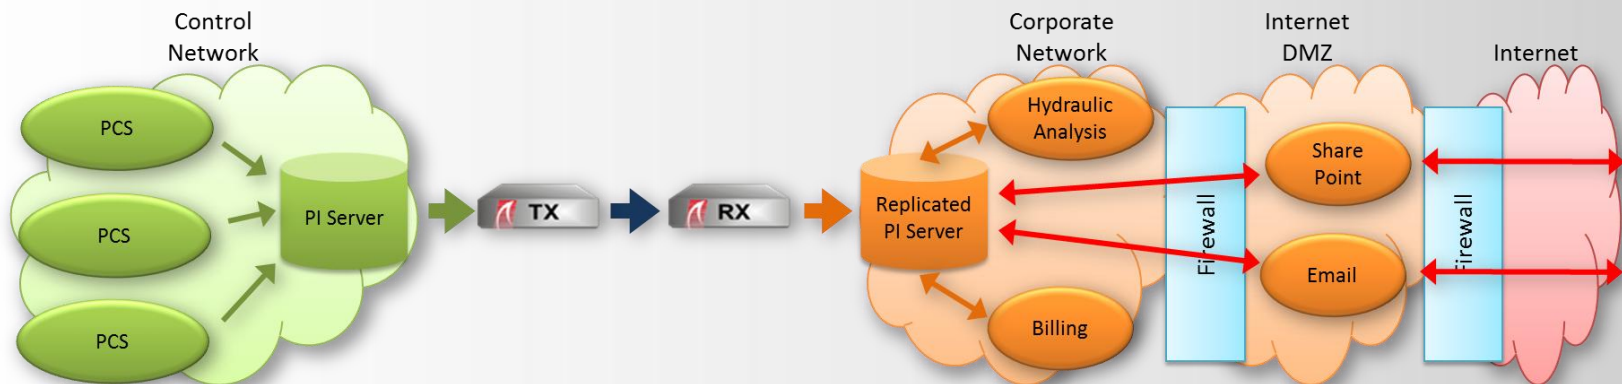 Control
Network
Corporate
Network
Internet
DMZ
Internet
PCS
PCS
PCS
PI Server
TX
RX
Replicated
PI Server
Hydraulic
Analysis
Billing
Firewall
Share
Point
Email
Firewall